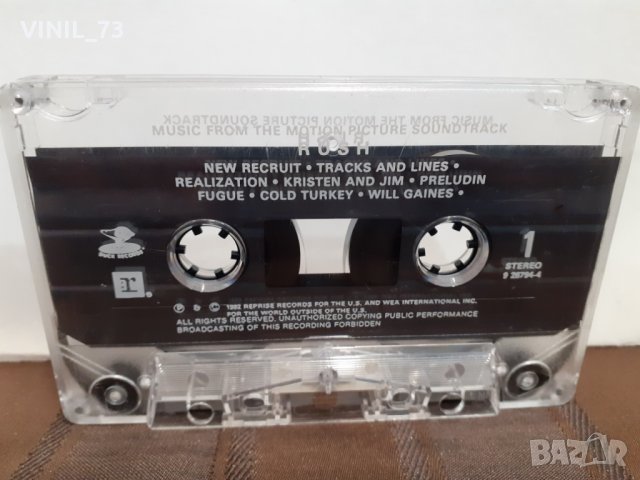 VINIL_73
MUSIC FROM THE MOTION PICTURE SOUNDTRACK
MUSIC FROM THE MOTION PICTURE SOUNDTRACK
RUSH
NEW RECRUIT · TRACKS AND LINES ·
REALIZATION · KRISTEN AND JIM · PRELUDIN
FUGUE · COLD TURKEY · WILL GAINES ·
DUCK RECORDS
1
STEREO
9 26794-4
r
℗ & © 1992 REPRISE RECORDS FOR THE U.S. AND WEA INTERNATIONAL INC.
FOR THE WORLD OUTSIDE OF THE U.S.
ALL RIGHTS RESERVED. UNAUTHORIZED COPYING PUBLIC PERFORMANCE
BROADCASTING OF THIS RECORDING FORBIDDEN
BAZAR